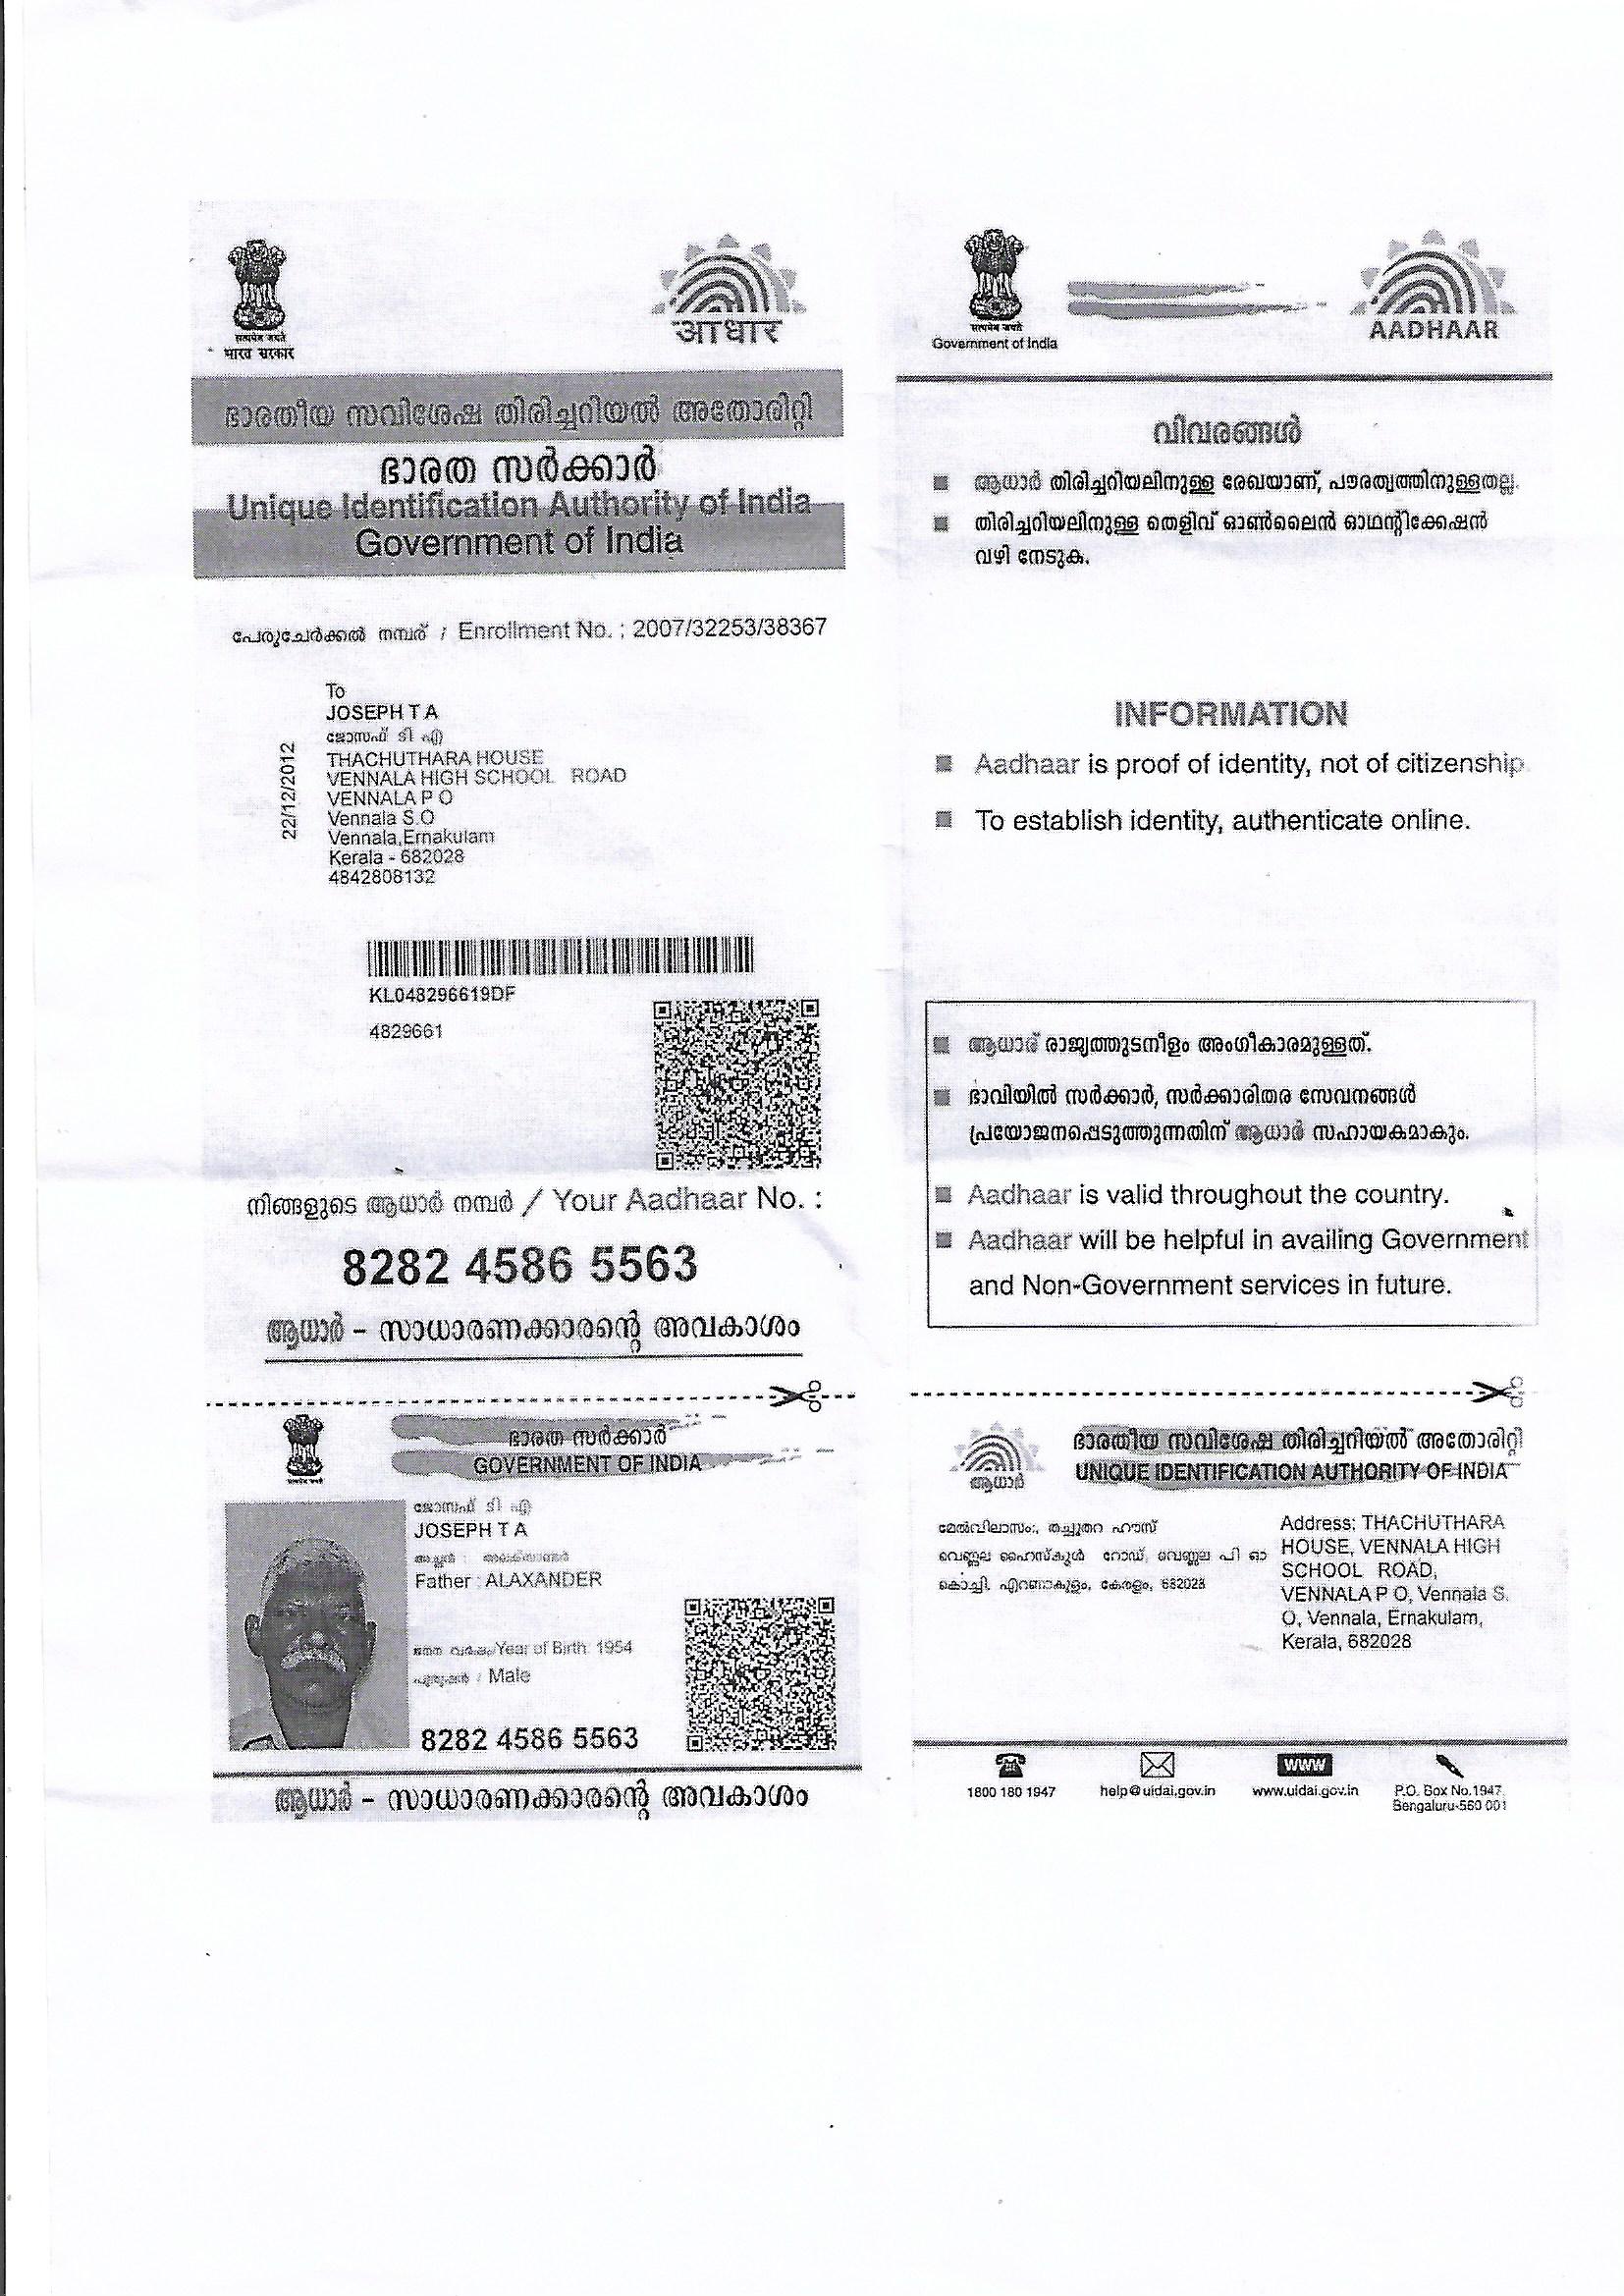 सत्यमेव जयते
भारत सरकार
आधार
ഭാരതീയ സവിശേഷ തിരിച്ചറിയൽ അതോരിറ്റി
ഭാരത സർക്കാർ
Unique Identification Authority of India
Government of India
പേരുചേർക്കൽ നമ്പര് / Enrollment No. : 2007/32253/38367
22/12/2012
To
JOSEPH T A
ജോസഫ് ടി എ
THACHUTHARA HOUSE
VENNALA HIGH SCHOOL ROAD
VENNALA P O
Vennala S.O
Vennala,Ernakulam
Kerala - 682028
4842808132
KL048296619DF
4829661
നിങ്ങളുടെ ആധാർ നമ്പർ / Your Aadhaar No. :
8282 4586 5563
ആധാർ – സാധാരണക്കാരന്റെ അവകാശം
ഭാരത സർക്കാർ
GOVERNMENT OF INDIA
ജോസഫ് ടി എ
JOSEPH T A
അച്ഛൻ :
Father : ALAXANDER
ജനന വർഷം/Year of Birth: 1954
പുരുഷൻ / Male
8282 4586 5563
ആധാർ – സാധാരണക്കാരന്റെ അവകാശം
सत्यमेव जयते
Government of India
AADHAAR
വിവരങ്ങൾ
ആധാർ തിരിച്ചറിയലിനുള്ള രേഖയാണ്, പൗരത്വത്തിനുള്ളതല്ല.
തിരിച്ചറിയലിനുള്ള തെളിവ് ഓൺലൈൻ ഓഥന്റിക്കേഷൻ
വഴി നേടുക.
INFORMATION
Aadhaar is proof of identity, not of citizenship.
To establish identity, authenticate online.
ആധാര് രാജ്യത്തുടനീളം അംഗീകാരമുള്ളത്.
ഭാവിയിൽ സർക്കാർ, സർക്കാരിതര സേവനങ്ങൾ
പ്രയോജനപ്പെടുത്തുന്നതിന് ആധാർ സഹായകമാകും.
Aadhaar is valid throughout the country.
Aadhaar will be helpful in availing Government
and Non-Government services in future.
ആധാർ
ഭാരതീയ സവിശേഷ തിരിച്ചറിയൽ അതോരിറ്റി
UNIQUE IDENTIFICATION AUTHORITY OF INDIA
മേൽവിലാസം:, തച്ചുതറ ഹൗസ്
വെണ്ണല ഹൈസ്കൂൾ റോഡ്, വെണ്ണല പി ഓ
കൊച്ചി, എറണാകുളം, കേരളം, 682028
Address: THACHUTHARA
HOUSE, VENNALA HIGH
SCHOOL ROAD,
VENNALA P O, Vennala S.
O, Vennala, Ernakulam,
Kerala, 682028
1800 180 1947
help@uidai.gov.in
www
www.uidai.gov.in
P.O. Box No.1947,
Bengaluru-560 001